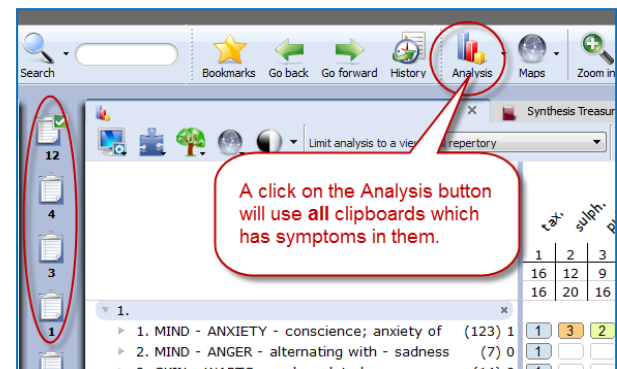 Search
Bookmarks Go back Go forward History Analysis Maps Zoom in
Synthesis Treasur
Limit analysis to a view repertory
12
4
3
1
A click on the Analysis button
will use all clipboards which
has symptoms in them.
tax. sulph.
1 2 3
16 12 9
16 20 16
1.
1. MIND - ANXIETY - conscience; anxiety of (123) 1 1 3 2
2. MIND - ANGER - alternating with - sadness (7) 0 1